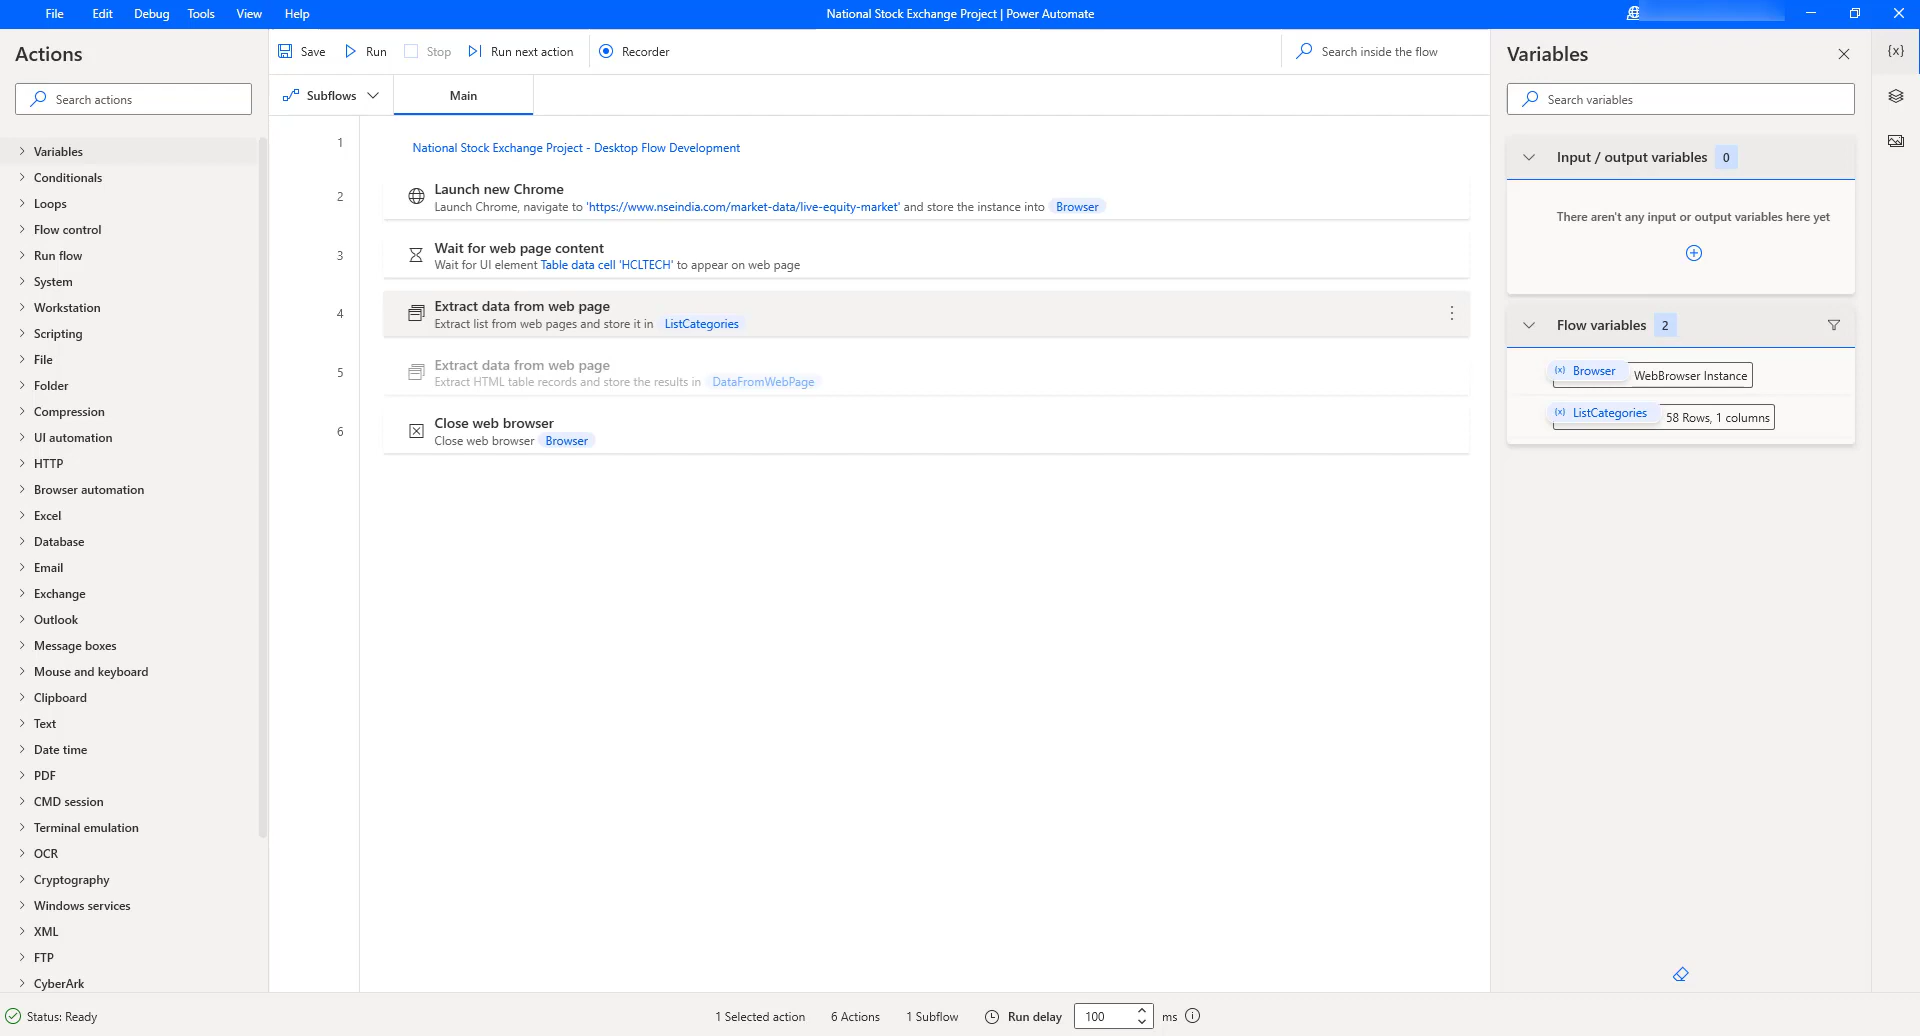 File Edit Debug Tools View Help
National Stock Exchange Project | Power Automate
Actions
Search actions
Variables
Conditionals
Loops
Flow control
Run flow
System
Workstation
Scripting
File
Folder
Compression
UI automation
HTTP
Browser automation
Excel
Database
Email
Exchange
Outlook
Message boxes
Mouse and keyboard
Clipboard
Text
Date time
PDF
CMD session
Terminal emulation
OCR
Cryptography
Windows services
XML
FTP
CyberArk
Save Run Stop Run next action Recorder
Search inside the flow
Subflows Main
1 National Stock Exchange Project - Desktop Flow Development
2 Launch new Chrome
Launch Chrome, navigate to 'https://www.nseindia.com/market-data/live-equity-market' and store the instance into Browser
3 Wait for web page content
Wait for UI element Table data cell 'HCLTECH' to appear on web page
4 Extract data from web page
Extract list from web pages and store it in ListCategories
5 Extract data from web page
Extract HTML table records and store the results in DataFromWebPage
6 Close web browser
Close web browser Browser
Variables
{x}
Search variables
Input / output variables 0
There aren't any input or output variables here yet
Flow variables 2
(x) Browser WebBrowser Instance
(x) ListCategories 58 Rows, 1 columns
Status: Ready
1 Selected action 6 Actions 1 Subflow Run delay 100 ms